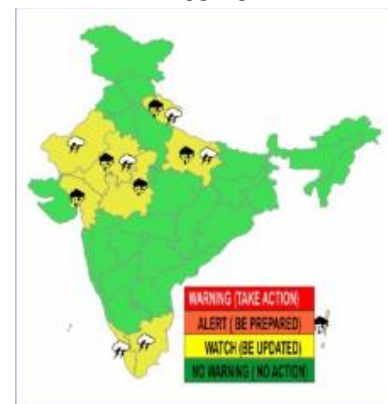 WARNING (TAKE ACTION)
ALERT ( BE PREPARED)
WATCH (BE UPDATED)
NO WARNING ( NO ACTION)